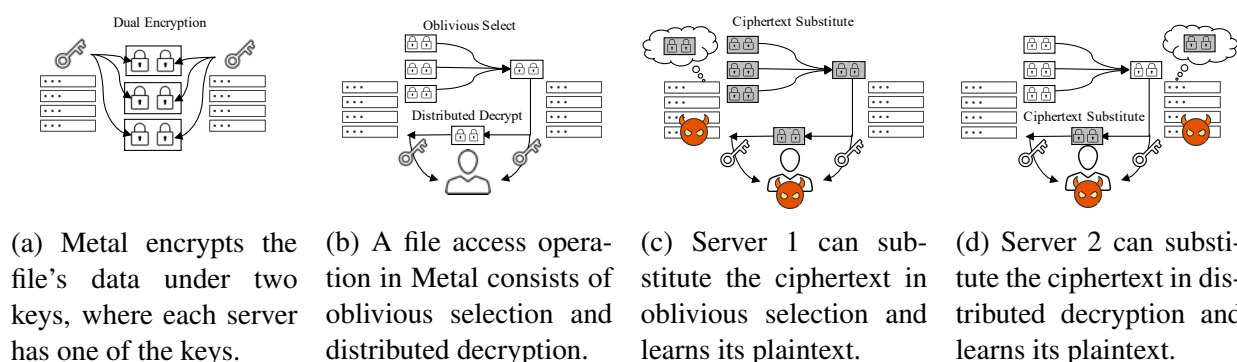 Dual Encryption
Oblivious Select
Distributed Decrypt
Ciphertext Substitute
Ciphertext Substitute
(a) Metal encrypts the
file's data under two
keys, where each server
has one of the keys.
(b) A file access opera-
tion in Metal consists of
oblivious selection and
distributed decryption.
(c) Server 1 can sub-
stitute the ciphertext in
oblivious selection and
learns its plaintext.
(d) Server 2 can substi-
tute the ciphertext in dis-
tributed decryption and
learns its plaintext.